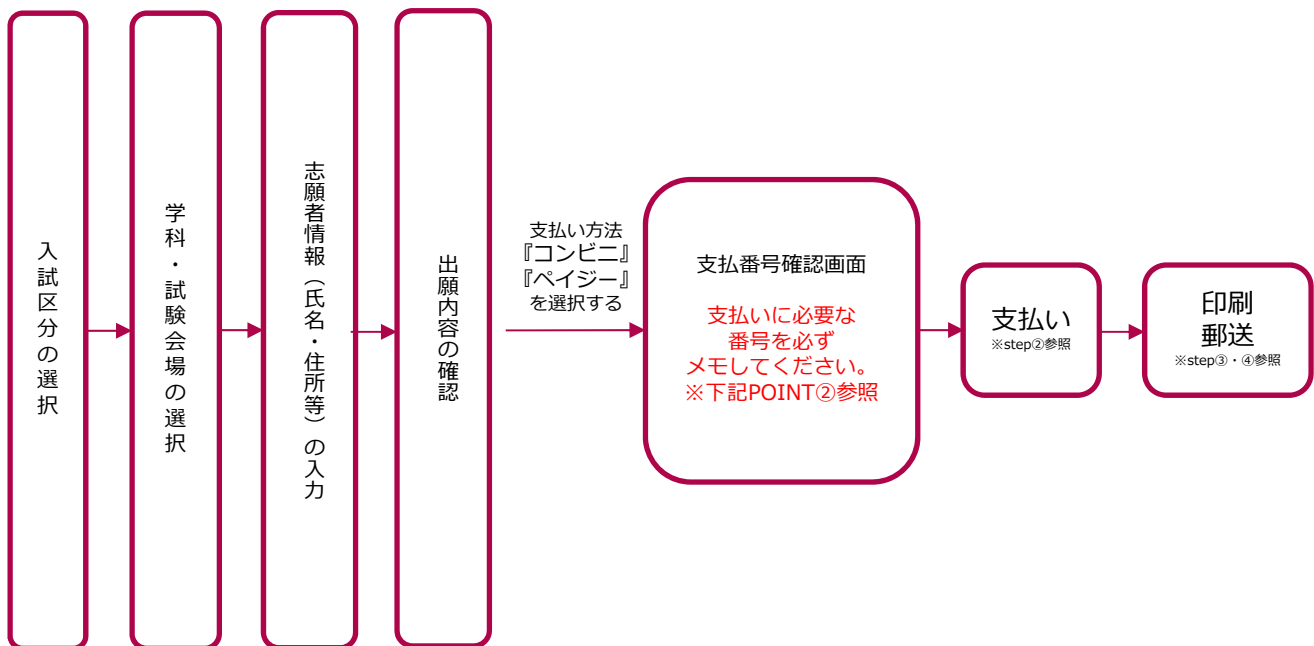 入試区分の選択
学科・試験会場の選択
志願者情報（氏名・住所等）の入力
出願内容の確認
支払い方法
『コンビニ』
『ペイジー』
を選択する
支払番号確認画面
支払いに必要な
番号を必ず
メモしてください。
※下記POINT②参照
支払い
※step②参照
印刷
郵送
※step③・④参照